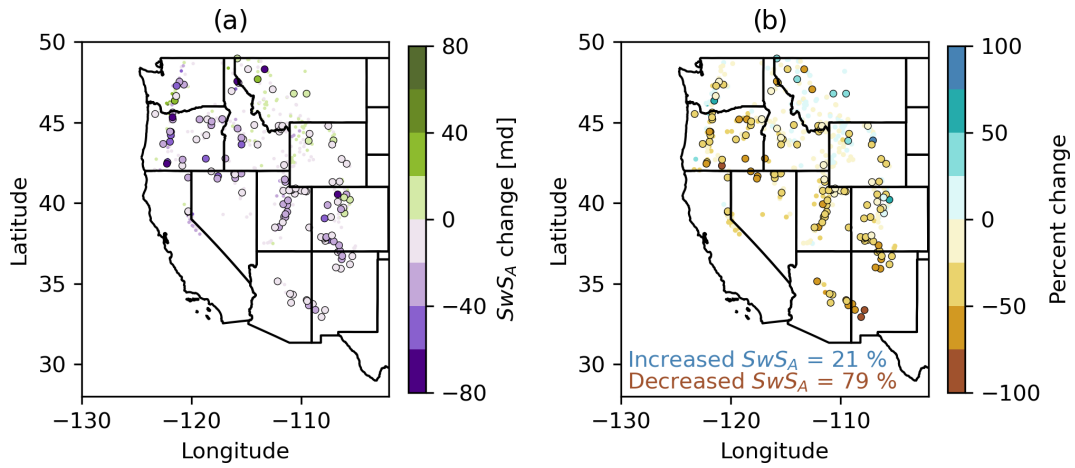 (a)
50
45
40
35
30
Latitude
−130
−120
−110
Longitude
80
40
0
−40
−80
SwS_A change [md]
(b)
50
45
40
35
30
Latitude
Increased SwS_A = 21 %
Decreased SwS_A = 79 %
−130
−120
−110
Longitude
100
50
0
−50
−100
Percent change